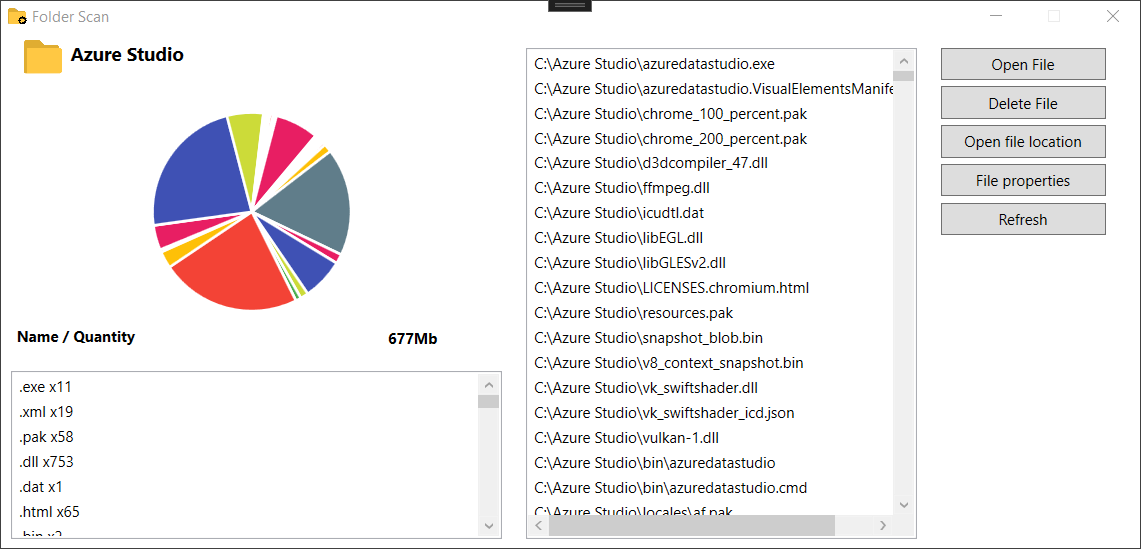 Folder Scan
Azure Studio
Name / Quantity
677Mb
.exe x11
.xml x19
.pak x58
.dll x753
.dat x1
.html x65
.bin x2
C:\Azure Studio\azuredatastudio.exe
C:\Azure Studio\azuredatastudio.VisualElementsManife
C:\Azure Studio\chrome_100_percent.pak
C:\Azure Studio\chrome_200_percent.pak
C:\Azure Studio\d3dcompiler_47.dll
C:\Azure Studio\ffmpeg.dll
C:\Azure Studio\icudtl.dat
C:\Azure Studio\libEGL.dll
C:\Azure Studio\libGLESv2.dll
C:\Azure Studio\LICENSES.chromium.html
C:\Azure Studio\resources.pak
C:\Azure Studio\snapshot_blob.bin
C:\Azure Studio\v8_context_snapshot.bin
C:\Azure Studio\vk_swiftshader.dll
C:\Azure Studio\vk_swiftshader_icd.json
C:\Azure Studio\vulkan-1.dll
C:\Azure Studio\bin\azuredatastudio
C:\Azure Studio\bin\azuredatastudio.cmd
C:\Azure Studio\locales\af.pak
Open File
Delete File
Open file location
File properties
Refresh